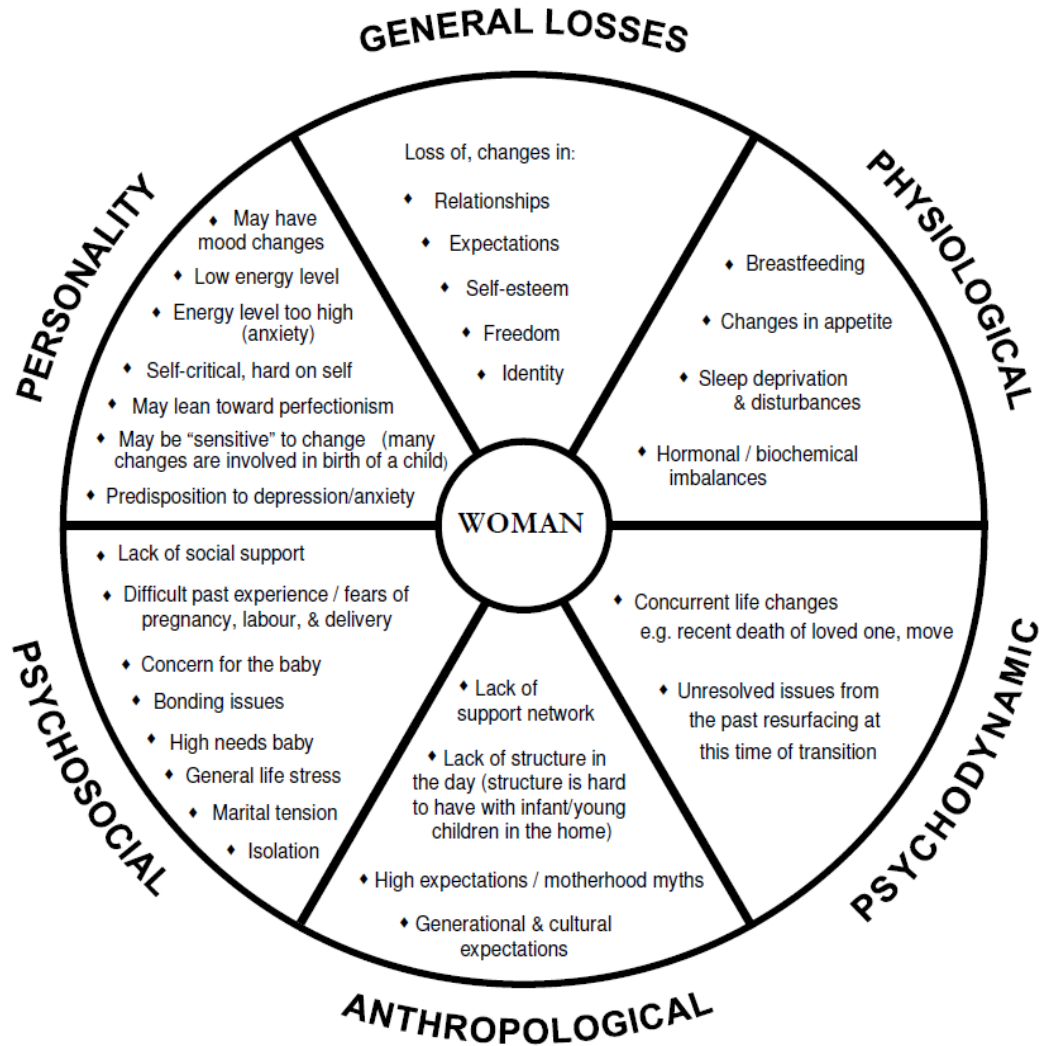 GENERAL LOSSES
Loss of, changes in:
♦ Relationships
♦ Expectations
♦ Self-esteem
♦ Freedom
♦ Identity
PHYSIOLOGICAL
♦ Breastfeeding
♦ Changes in appetite
♦ Sleep deprivation
& disturbances
♦ Hormonal / biochemical
imbalances
PSYCHODYNAMIC
♦ Concurrent life changes
e.g. recent death of loved one, move
♦ Unresolved issues from
the past resurfacing at
this time of transition
ANTHROPOLOGICAL
♦ Lack of
support network
♦ Lack of structure in
the day (structure is hard
to have with infant/young
children in the home)
♦ High expectations / motherhood myths
♦ Generational & cultural
expectations
PSYCHOSOCIAL
♦ Lack of social support
♦ Difficult past experience / fears of
pregnancy, labour, & delivery
♦ Concern for the baby
♦ Bonding issues
♦ High needs baby
♦ General life stress
♦ Marital tension
♦ Isolation
PERSONALITY
♦ May have
mood changes
♦ Low energy level
♦ Energy level too high
(anxiety)
♦ Self-critical, hard on self
♦ May lean toward perfectionism
♦ May be “sensitive” to change (many
changes are involved in birth of a child)
♦ Predisposition to depression/anxiety
WOMAN